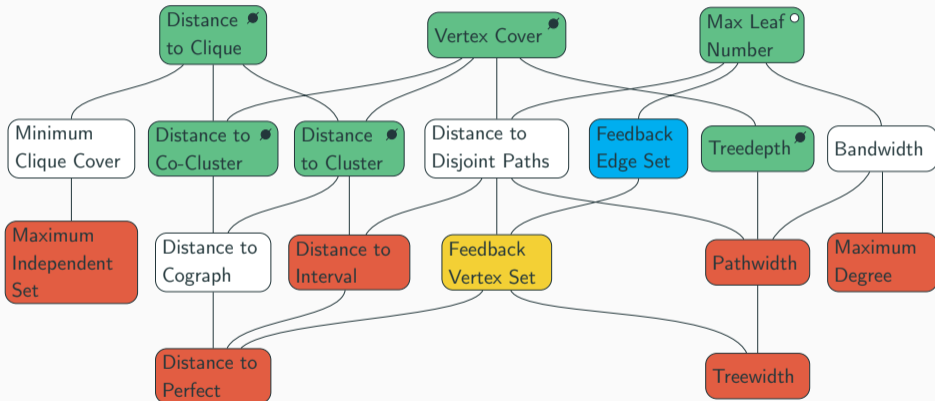 Distance
to Clique
Vertex Cover
Max Leaf
Number
Minimum
Clique Cover
Distance to
Co-Cluster
Distance
to Cluster
Distance to
Disjoint Paths
Feedback
Edge Set
Treedepth
Bandwidth
Maximum
Independent
Set
Distance to
Cograph
Distance to
Interval
Feedback
Vertex Set
Pathwidth
Maximum
Degree
Distance to
Perfect
Treewidth